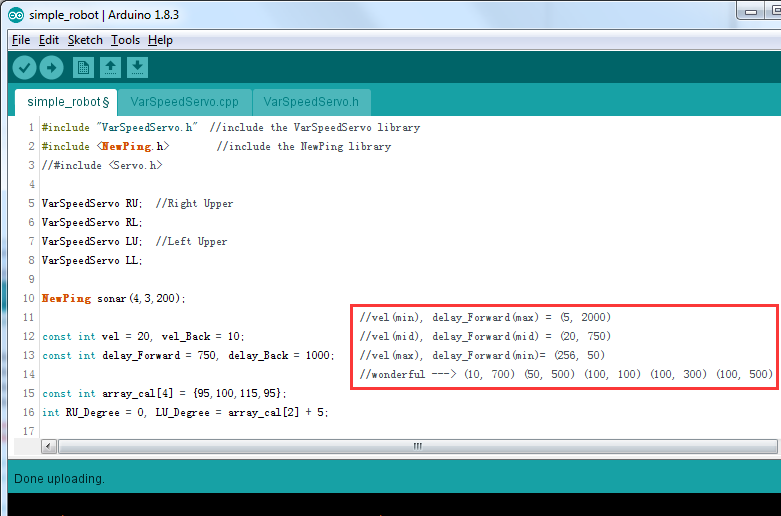 simple_robot | Arduino 1.8.3
File Edit Sketch Tools Help
simple_robot§ VarSpeedServo.cpp VarSpeedServo.h
1 #include "VarSpeedServo.h" //include the VarSpeedServo library
2 #include <NewPing.h> //include the NewPing library
3 //#include <Servo.h>
4
5 VarSpeedServo RU; //Right Upper
6 VarSpeedServo RL;
7 VarSpeedServo LU; //Left Upper
8 VarSpeedServo LL;
9
10 NewPing sonar(4,3,200);
11 //vel(min), delay_Forward(max) = (5, 2000)
12 const int vel = 20, vel_Back = 10; //vel(mid), delay_Forward(mid) = (20, 750)
13 const int delay_Forward = 750, delay_Back = 1000; //vel(max), delay_Forward(min)= (256, 50)
14 //wonderful ---> (10, 700) (50, 500) (100, 100) (100, 300) (100, 500)
15 const int array_cal[4] = {95,100,115,95};
16 int RU_Degree = 0, LU_Degree = array_cal[2] + 5;
17
Done uploading.